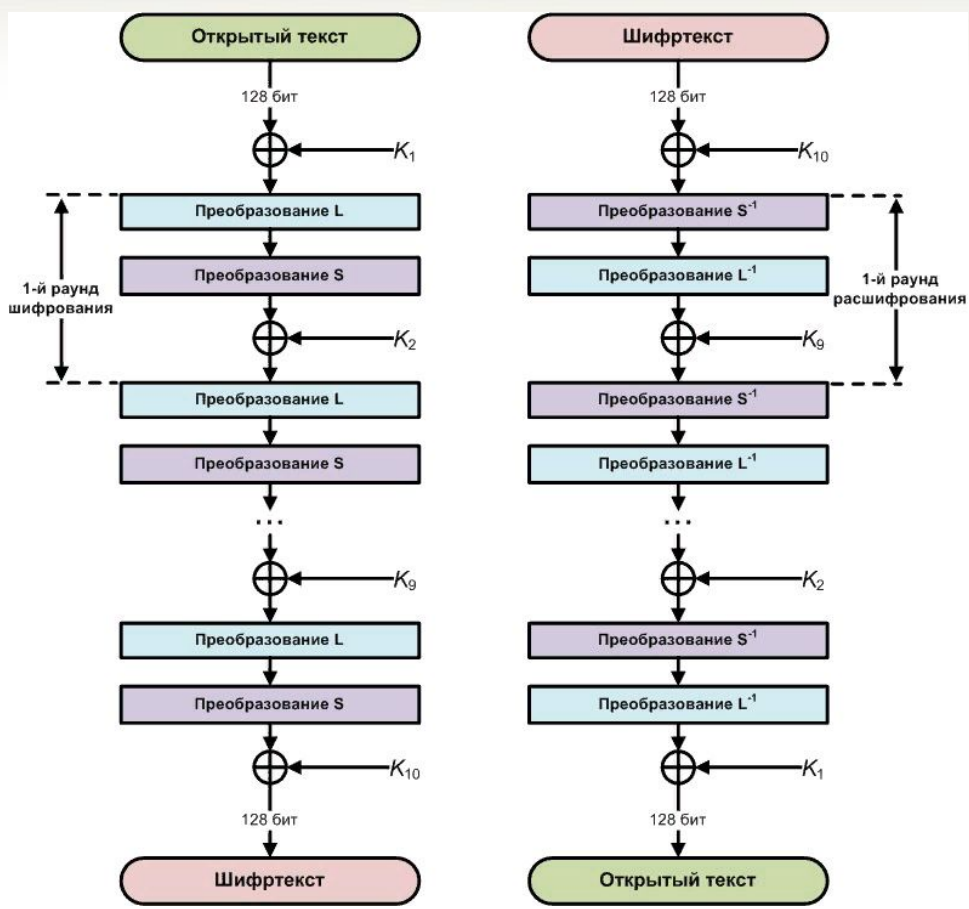 Открытый текст
128 бит
K1
Преобразование L
1-й раунд
шифрования
Преобразование S
K2
Преобразование L
Преобразование S
...
K9
Преобразование L
Преобразование S
K10
128 бит
Шифртекст
Шифртекст
128 бит
K10
Преобразование S-1
Преобразование L-1
1-й раунд
расшифрования
K9
Преобразование S-1
Преобразование L-1
...
K2
Преобразование S-1
Преобразование L-1
K1
128 бит
Открытый текст